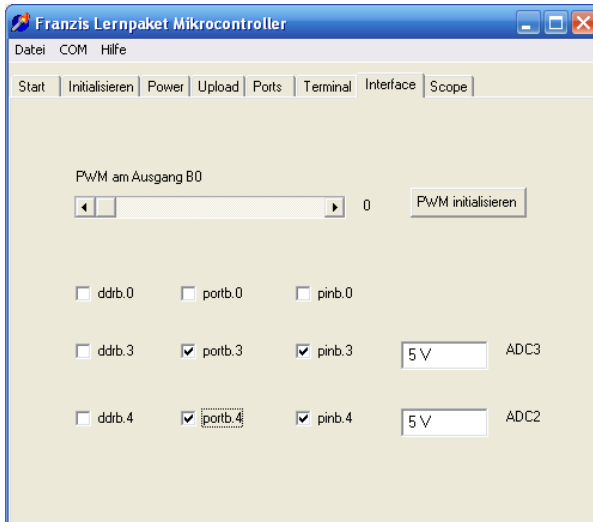 Franzis Lernpaket Mikrocontroller
Datei COM Hilfe
Start Initialisieren Power Upload Ports Terminal Interface Scope
PWM am Ausgang B0
0 PWM initialisieren
ddrb.0 portb.0 pinb.0
ddrb.3 portb.3 pinb.3 5 V ADC3
ddrb.4 portb.4 pinb.4 5 V ADC2